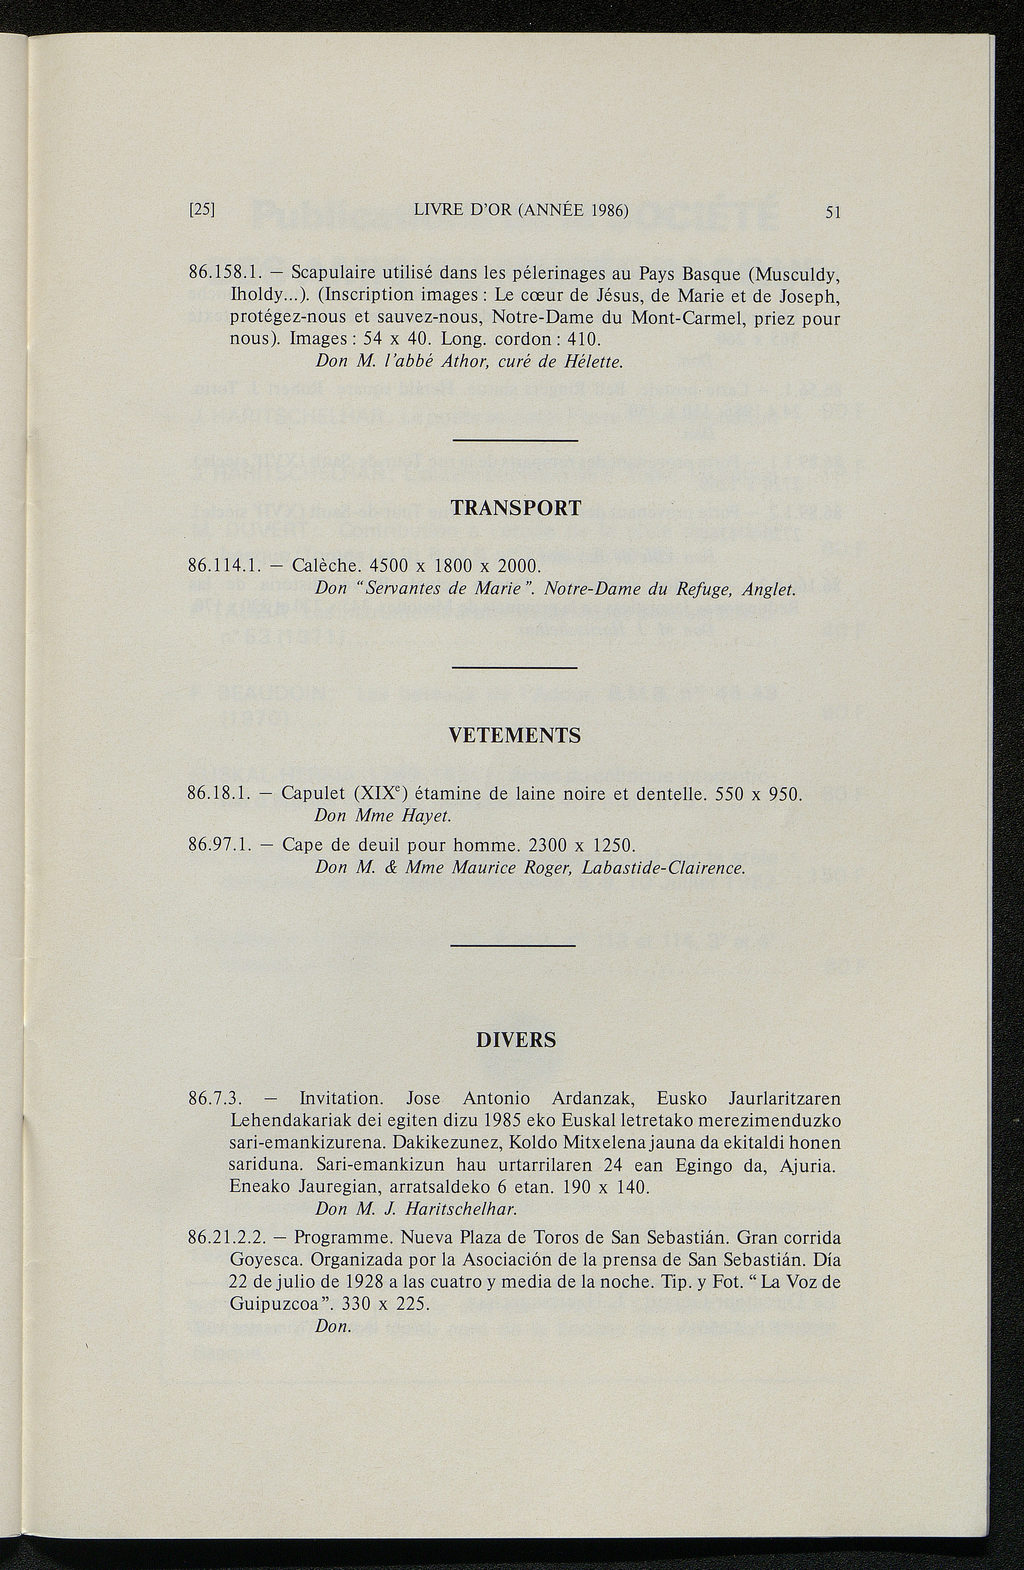 [25] LIVRE D'OR (ANNÉE 1986) 51
86.158.1. — Scapulaire utilisé dans les pélerinages au Pays Basque (Musculdy,
Iholdy...). (Inscription images : Le cœur de Jésus, de Marie et de Joseph,
protégez-nous et sauvez-nous, Notre-Dame du Mont-Carmel, priez pour
nous). Images : 54 x 40. Long. cordon : 410.
Don M. l'abbé Athor, curé de Hélette.
TRANSPORT
86.114.1. — Calèche. 4500 x 1800 x 2000.
Don "Servantes de Marie". Notre-Dame du Refuge, Anglet.
VETEMENTS
86.18.1. — Capulet (XIXe) étamine de laine noire et dentelle. 550 x 950.
Don Mme Hayet.
86.97.1. — Cape de deuil pour homme. 2300 x 1250.
Don M. & Mme Maurice Roger, Labastide-Clairence.
DIVERS
86.7.3. — Invitation. Jose Antonio Ardanzak, Eusko Jaurlaritzaren
Lehendakariak dei egiten dizu 1985 eko Euskal letretako merezimenduzko
sari-emankizurena. Dakikezunez, Koldo Mitxelena jauna da ekitaldi honen
sariduna. Sari-emankizun hau urtarrilaren 24 ean Egingo da, Ajuria.
Eneako Jauregian, arratsaldeko 6 etan. 190 x 140.
Don M. J. Haritschelhar.
86.21.2.2. — Programme. Nueva Plaza de Toros de San Sebastián. Gran corrida
Goyesca. Organizada por la Asociación de la prensa de San Sebastián. Día
22 de julio de 1928 a las cuatro y media de la noche. Tip. y Fot. "La Voz de
Guipuzcoa". 330 x 225.
Don.